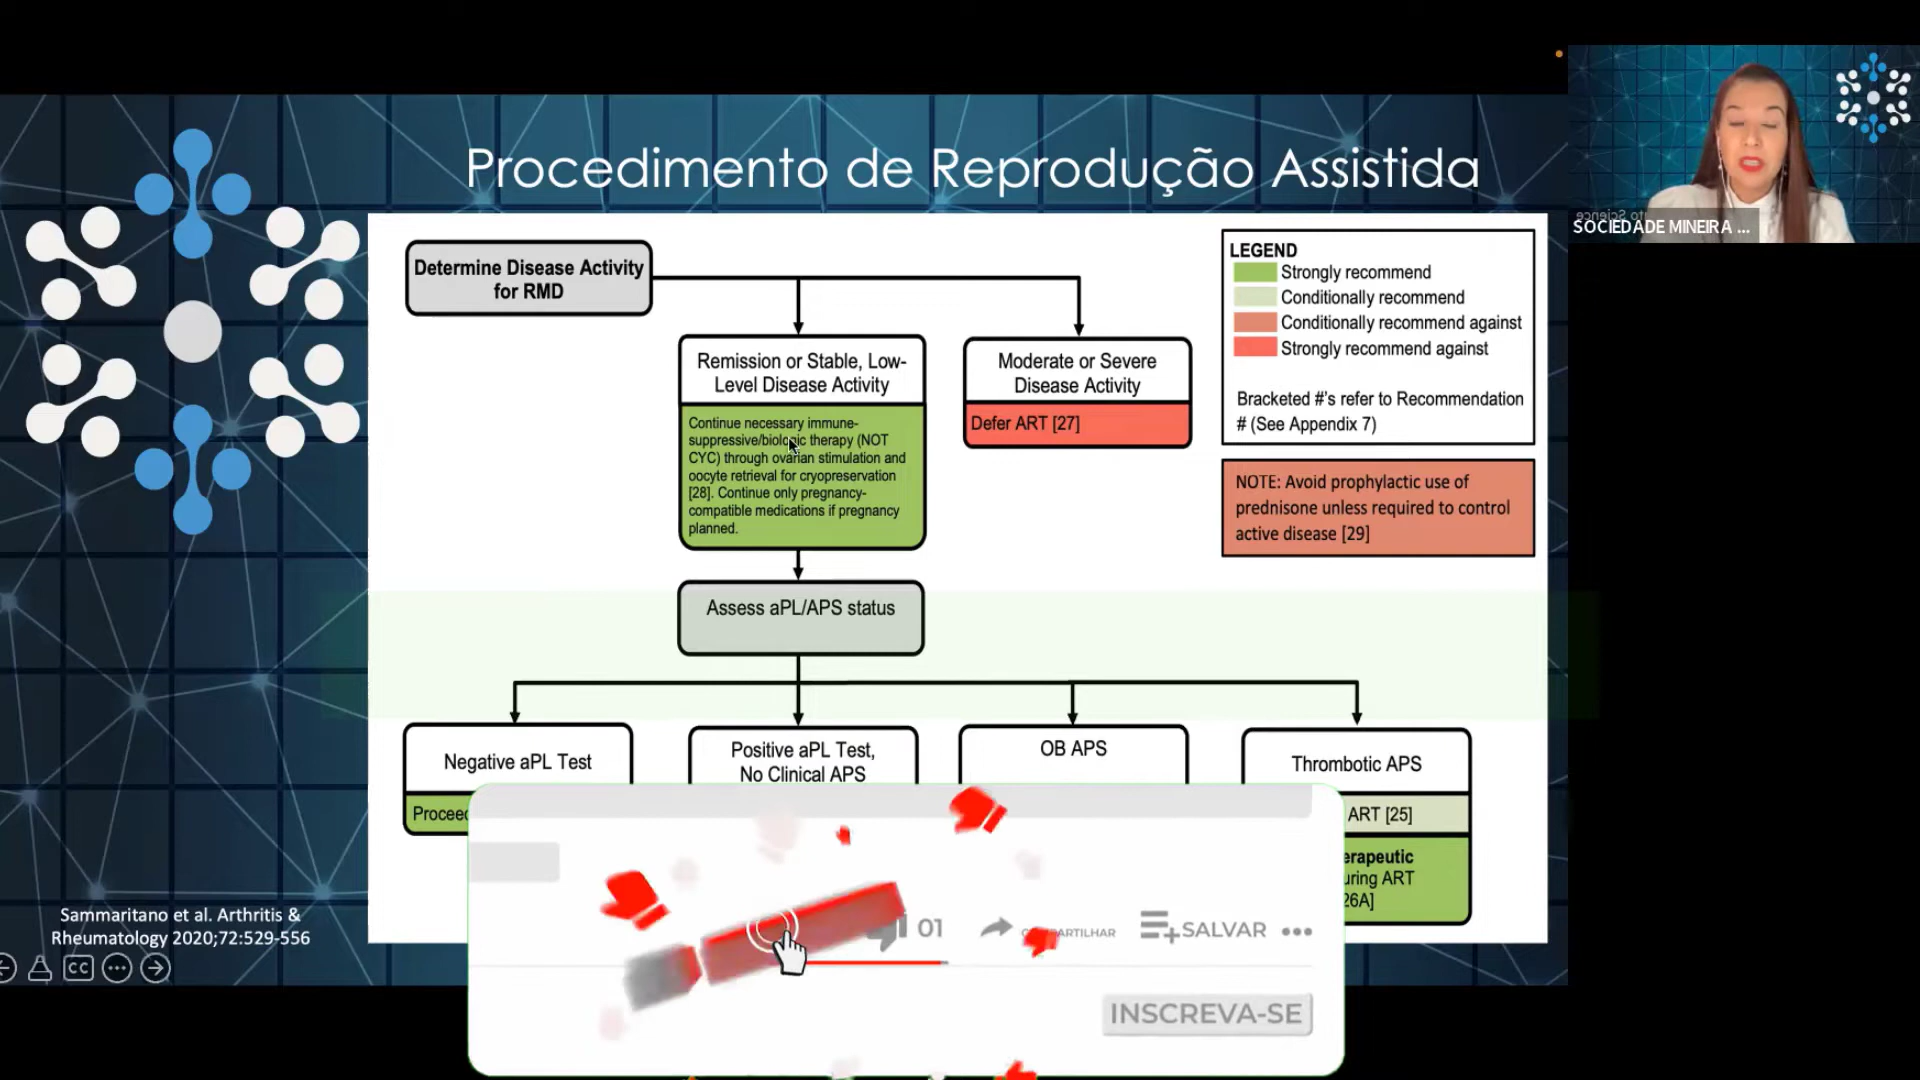 Procedimento de Reprodução Assistida
SOCIEDADE MINEIRA ...
Determine Disease Activity
for RMD
Remission or Stable, Low-
Level Disease Activity
Continue necessary immune-
suppressive/biologic therapy (NOT
CYC) through ovarian stimulation and
oocyte retrieval for cryopreservation
[28]. Continue only pregnancy-
compatible medications if pregnancy
planned.
Moderate or Severe
Disease Activity
Defer ART [27]
LEGEND
Strongly recommend
Conditionally recommend
Conditionally recommend against
Strongly recommend against
Bracketed #'s refer to Recommendation
# (See Appendix 7)
NOTE: Avoid prophylactic use of
prednisone unless required to control
active disease [29]
Assess aPL/APS status
Negative aPL Test
Positive aPL Test,
No Clinical APS
OB APS
Thrombotic APS
ART [25]
26A]
Sammaritano et al. Arthritis &
Rheumatology 2020;72:529-556
CC
01
SALVAR
INSCREVA-SE